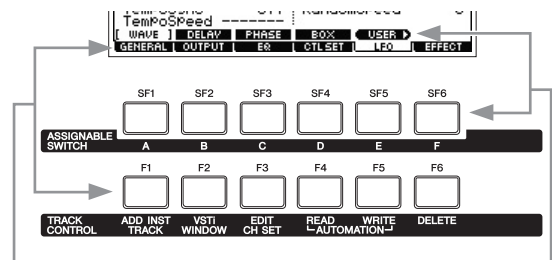 TempoSpeed -------
[ WAVE ] DELAY PHASE BOX USER
GENERAL OUTPUT EQ CTL SET LFO EFFECT
SF1 SF2 SF3 SF4 SF5 SF6
ASSIGNABLE SWITCH A B C D E F
F1 F2 F3 F4 F5 F6
TRACK CONTROL ADD INST TRACK VSTi WINDOW EDIT CH SET READ WRITE DELETE
AUTOMATION